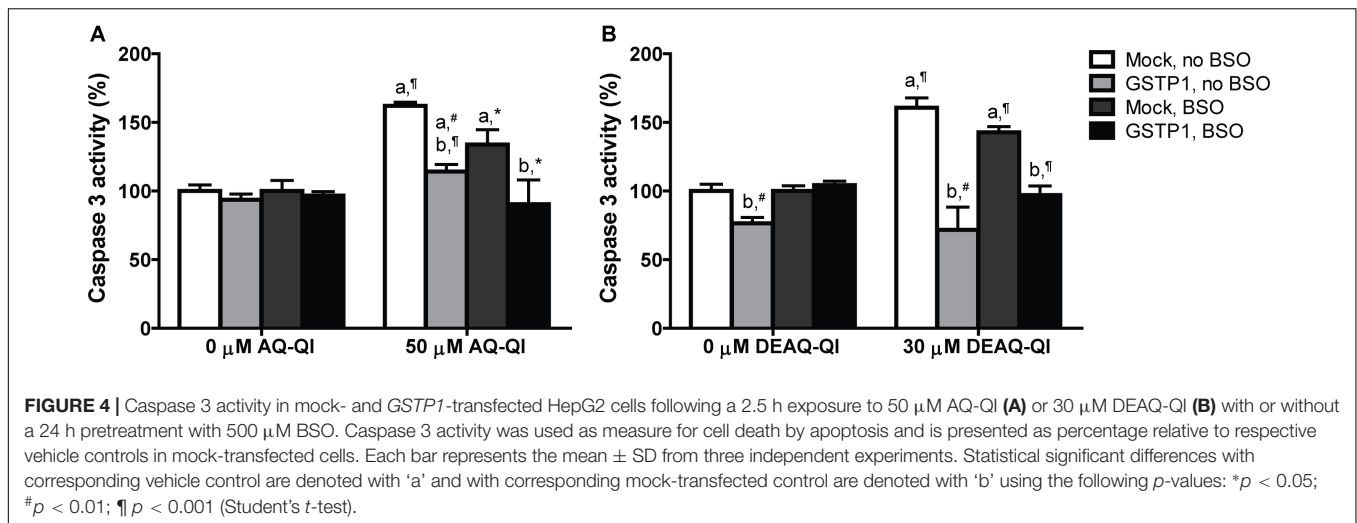 A
B
200
150
100
50
0
Caspase 3 activity (%)
a,¶
a,#
b,¶
a,*
b,*
0 μM AQ-QI
50 μM AQ-QI
200
150
100
50
0
Caspase 3 activity (%)
b,#
a,¶
b,#
a,¶
b,¶
0 μM DEAQ-QI
30 μM DEAQ-QI
Mock, no BSO
GSTP1, no BSO
Mock, BSO
GSTP1, BSO
FIGURE 4 | Caspase 3 activity in mock- and GSTP1-transfected HepG2 cells following a 2.5 h exposure to 50 μM AQ-QI (A) or 30 μM DEAQ-QI (B) with or without
a 24 h pretreatment with 500 μM BSO. Caspase 3 activity was used as measure for cell death by apoptosis and is presented as percentage relative to respective
vehicle controls in mock-transfected cells. Each bar represents the mean ± SD from three independent experiments. Statistical significant differences with
corresponding vehicle control are denoted with ‘a’ and with corresponding mock-transfected control are denoted with ‘b’ using the following p-values: *p < 0.05;
#p < 0.01; ¶ p < 0.001 (Student’s t-test).